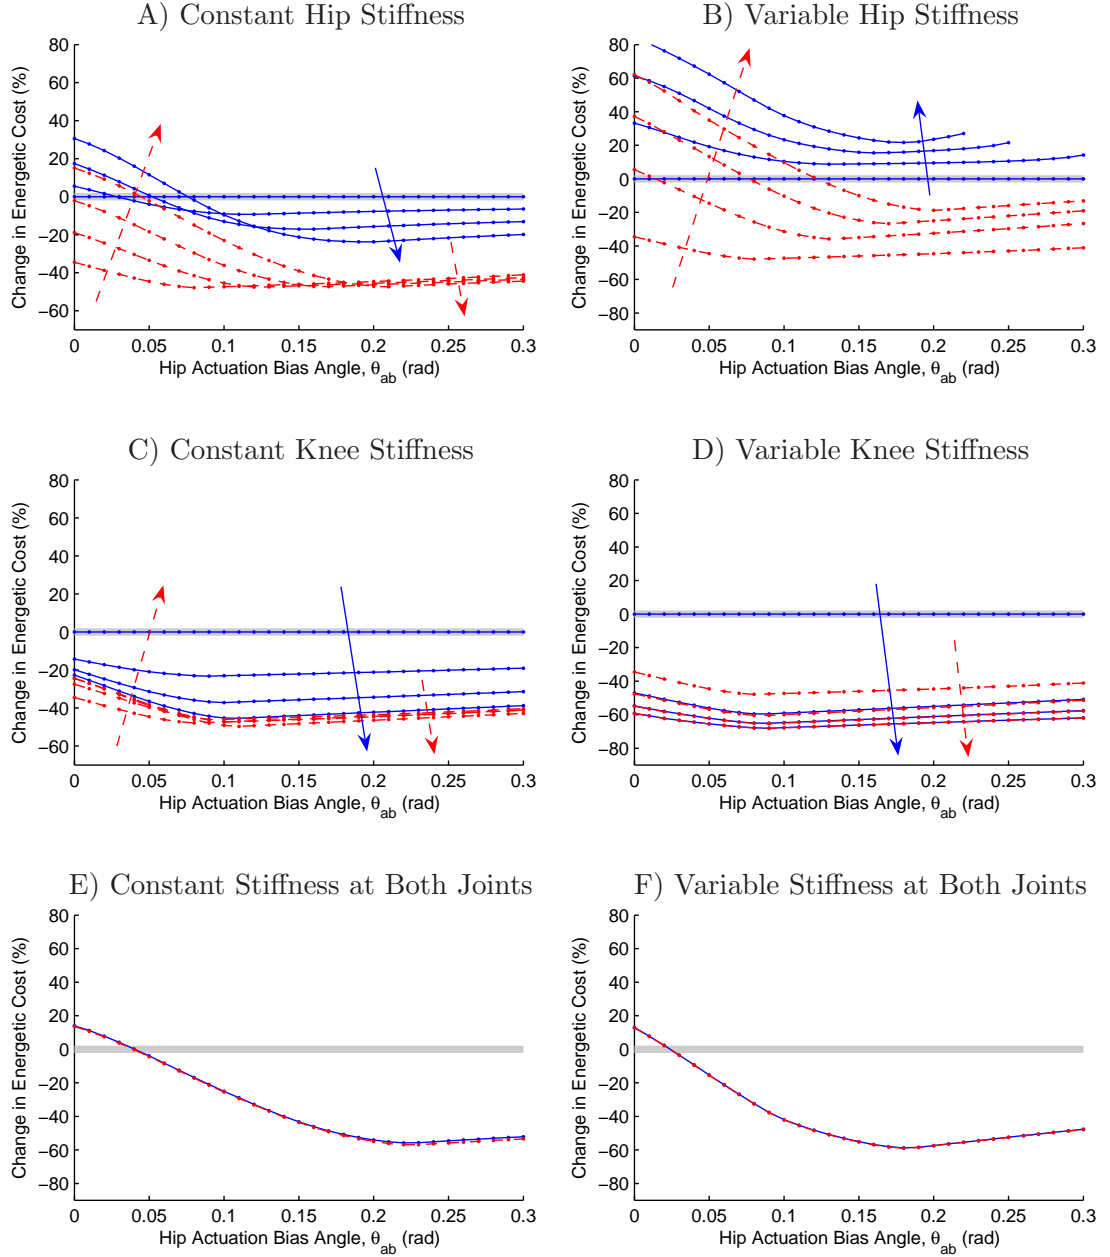 A) Constant Hip Stiffness
Change in Energetic Cost (%)
80
60
40
20
0
−20
−40
−60
0 0.05 0.1 0.15 0.2 0.25 0.3
Hip Actuation Bias Angle, θab (rad)
B) Variable Hip Stiffness
Change in Energetic Cost (%)
80
60
40
20
0
−20
−40
−60
−80
0 0.05 0.1 0.15 0.2 0.25 0.3
Hip Actuation Bias Angle, θab (rad)
C) Constant Knee Stiffness
Change in Energetic Cost (%)
80
60
40
20
0
−20
−40
−60
0 0.05 0.1 0.15 0.2 0.25 0.3
Hip Actuation Bias Angle, θab (rad)
D) Variable Knee Stiffness
Change in Energetic Cost (%)
80
60
40
20
0
−20
−40
−60
−80
0 0.05 0.1 0.15 0.2 0.25 0.3
Hip Actuation Bias Angle, θab (rad)
E) Constant Stiffness at Both Joints
Change in Energetic Cost (%)
80
60
40
20
0
−20
−40
−60
−80
0 0.05 0.1 0.15 0.2 0.25 0.3
Hip Actuation Bias Angle, θab (rad)
F) Variable Stiffness at Both Joints
Change in Energetic Cost (%)
80
60
40
20
0
−20
−40
−60
−80
0 0.05 0.1 0.15 0.2 0.25 0.3
Hip Actuation Bias Angle, θab (rad)